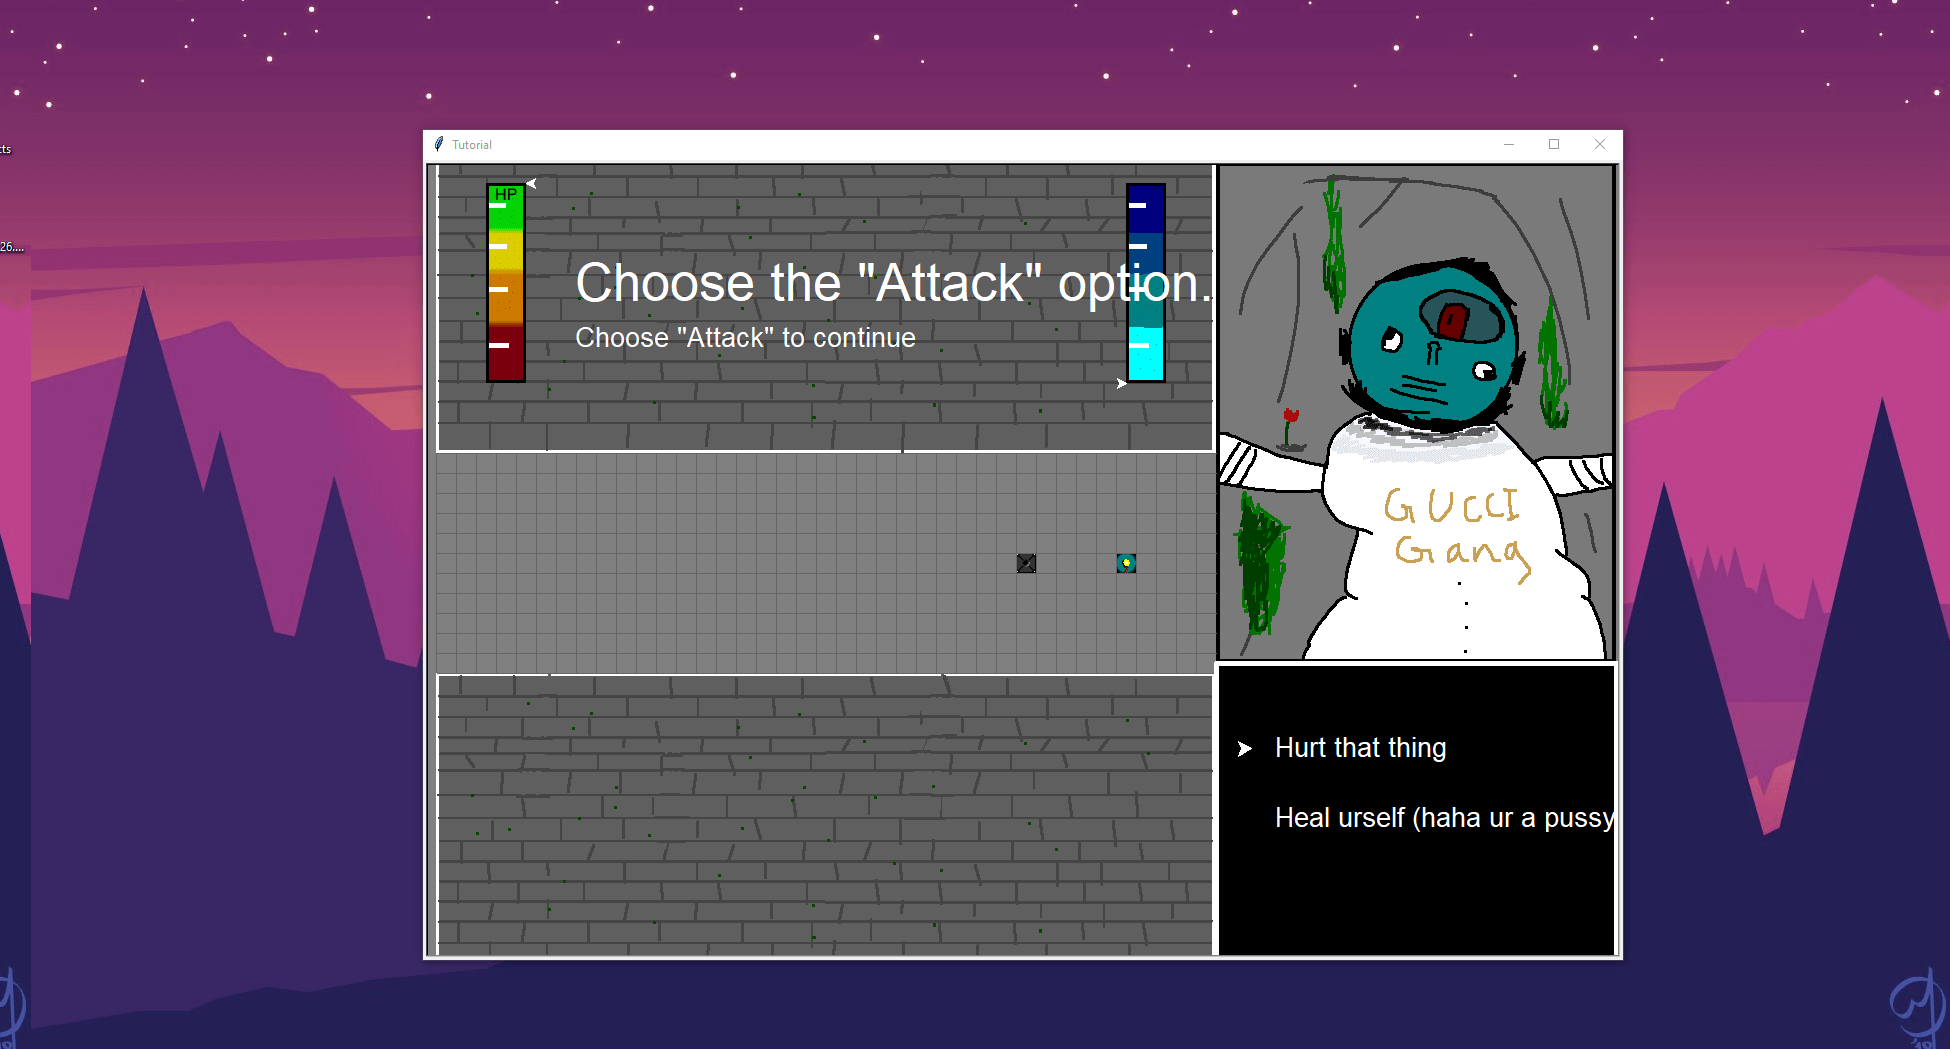 ts
26....
Tutorial
HP
Choose the "Attack" option.
Choose "Attack" to continue
GUCCI
Gang
Hurt that thing
Heal urself (haha ur a pussy
'18